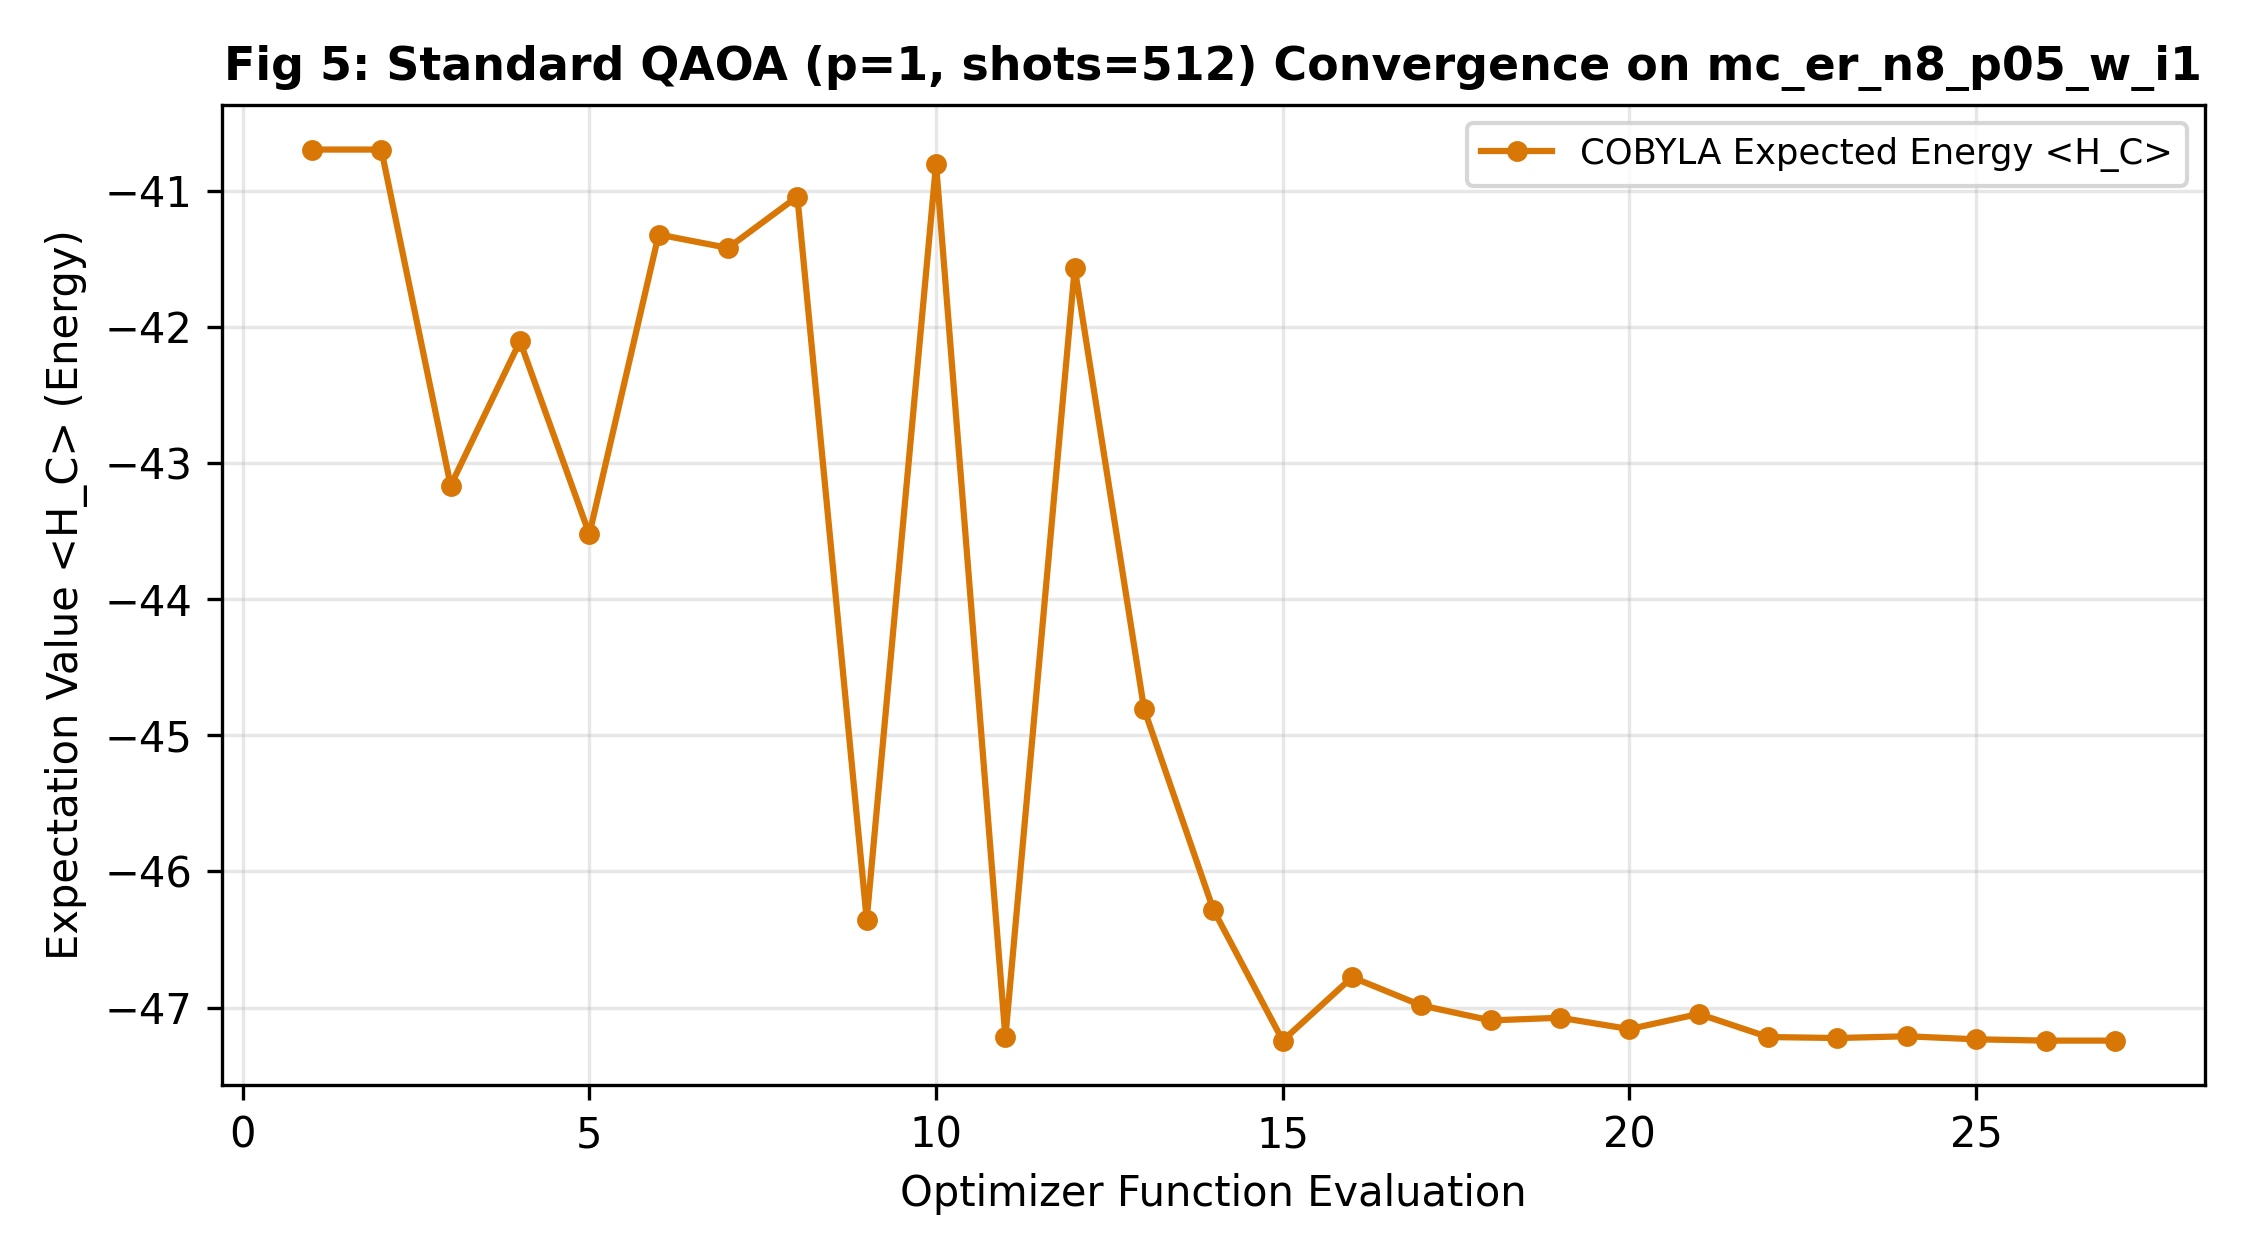 Fig 5: Standard QAOA (p=1, shots=512) Convergence on mc_er_n8_p05_w_i1
COBYLA Expected Energy <H_C>
Expectation Value <H_C> (Energy)
−41
−42
−43
−44
−45
−46
−47
0 5 10 15 20 25
Optimizer Function Evaluation